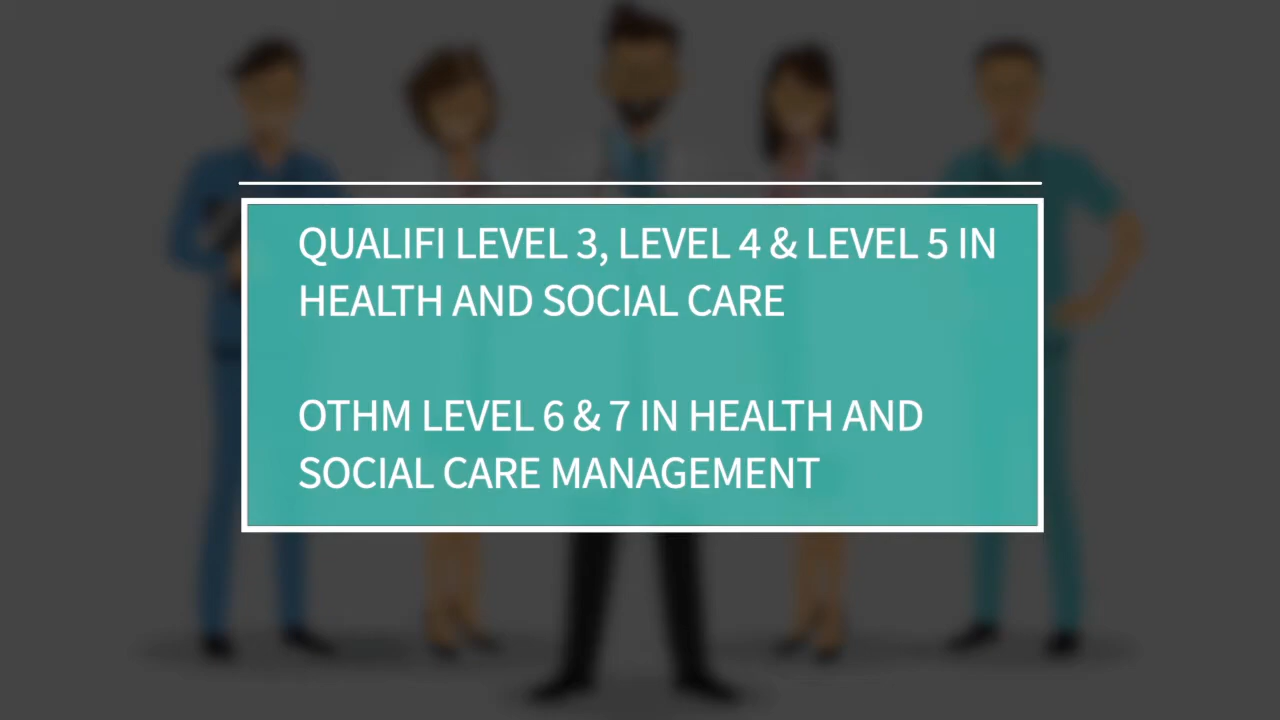 QUALIFI LEVEL 3, LEVEL 4 & LEVEL 5 IN
HEALTH AND SOCIAL CARE
OTHM LEVEL 6 & 7 IN HEALTH AND
SOCIAL CARE MANAGEMENT